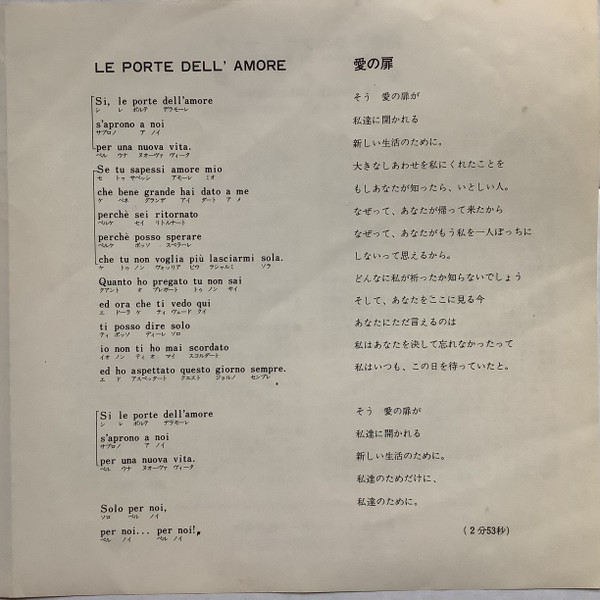 LE PORTE DELL' AMORE
Si, le porte dell'amore
シ レ ポルテ デラモーレ
s'aprono a noi
サプロノ ア ノイ
per una nuova vita.
ペル ウナ ヌオーヴァ ヴィータ
Se tu sapessi amore mio
セ トゥ サペッシ アモーレ ミオ
che bene grande hai dato a me
ケ ベネ グランデ アイ ダート ア メ
perchè sei ritornato
ペルケ セイ リトルナート
perchè posso sperare
ペルケ ポッソ スペラーレ
che tu non voglia più lasciarmi sola.
ケ トゥ ノン ヴォッリア ピウ ラシャルミ ソラ
Quanto ho pregato tu non sai
クアント オ プレガート トゥ ノン サイ
ed ora che ti vedo qui
エ ドーラ ケ ティ ヴェード クイ
ti posso dire solo
ティ ポッソ ディーレ ソロ
io non ti ho mai scordato
イオ ノン ティ オ マイ スコルダート
ed ho aspettato questo giorno sempre.
エ ド アスペッタート クエスト ジョルノ センプレ
Si le porte dell'amore
シ レ ポルテ デラモーレ
s'aprono a noi
サプロノ ア ノイ
per una nuova vita.
ペル ウナ ヌオーヴァ ヴィータ
Solo per noi,
ソロ ペル ノイ
per noi... per noi!
ペル ノイ ペル ノイ
愛の扉
そう 愛の扉が
私達に開かれる
新しい生活のために。
大きなしあわせを私にくれたことを
もしあなたが知ったら、いとしい人。
なぜって、あなたが帰って来たから
なぜって、あなたがもう私を一人ぼっちに
しないって思えるから。
どんなに私が祈ったか知らないでしょう
そして、あなたをここに見る今
あなたにただ言えるのは
私はあなたを決して忘れなかったって
私はいつも、この日を待っていたと。
そう 愛の扉が
私達に開かれる
新しい生活のために。
私達のためだけに、
私達のために。
(2分53秒)